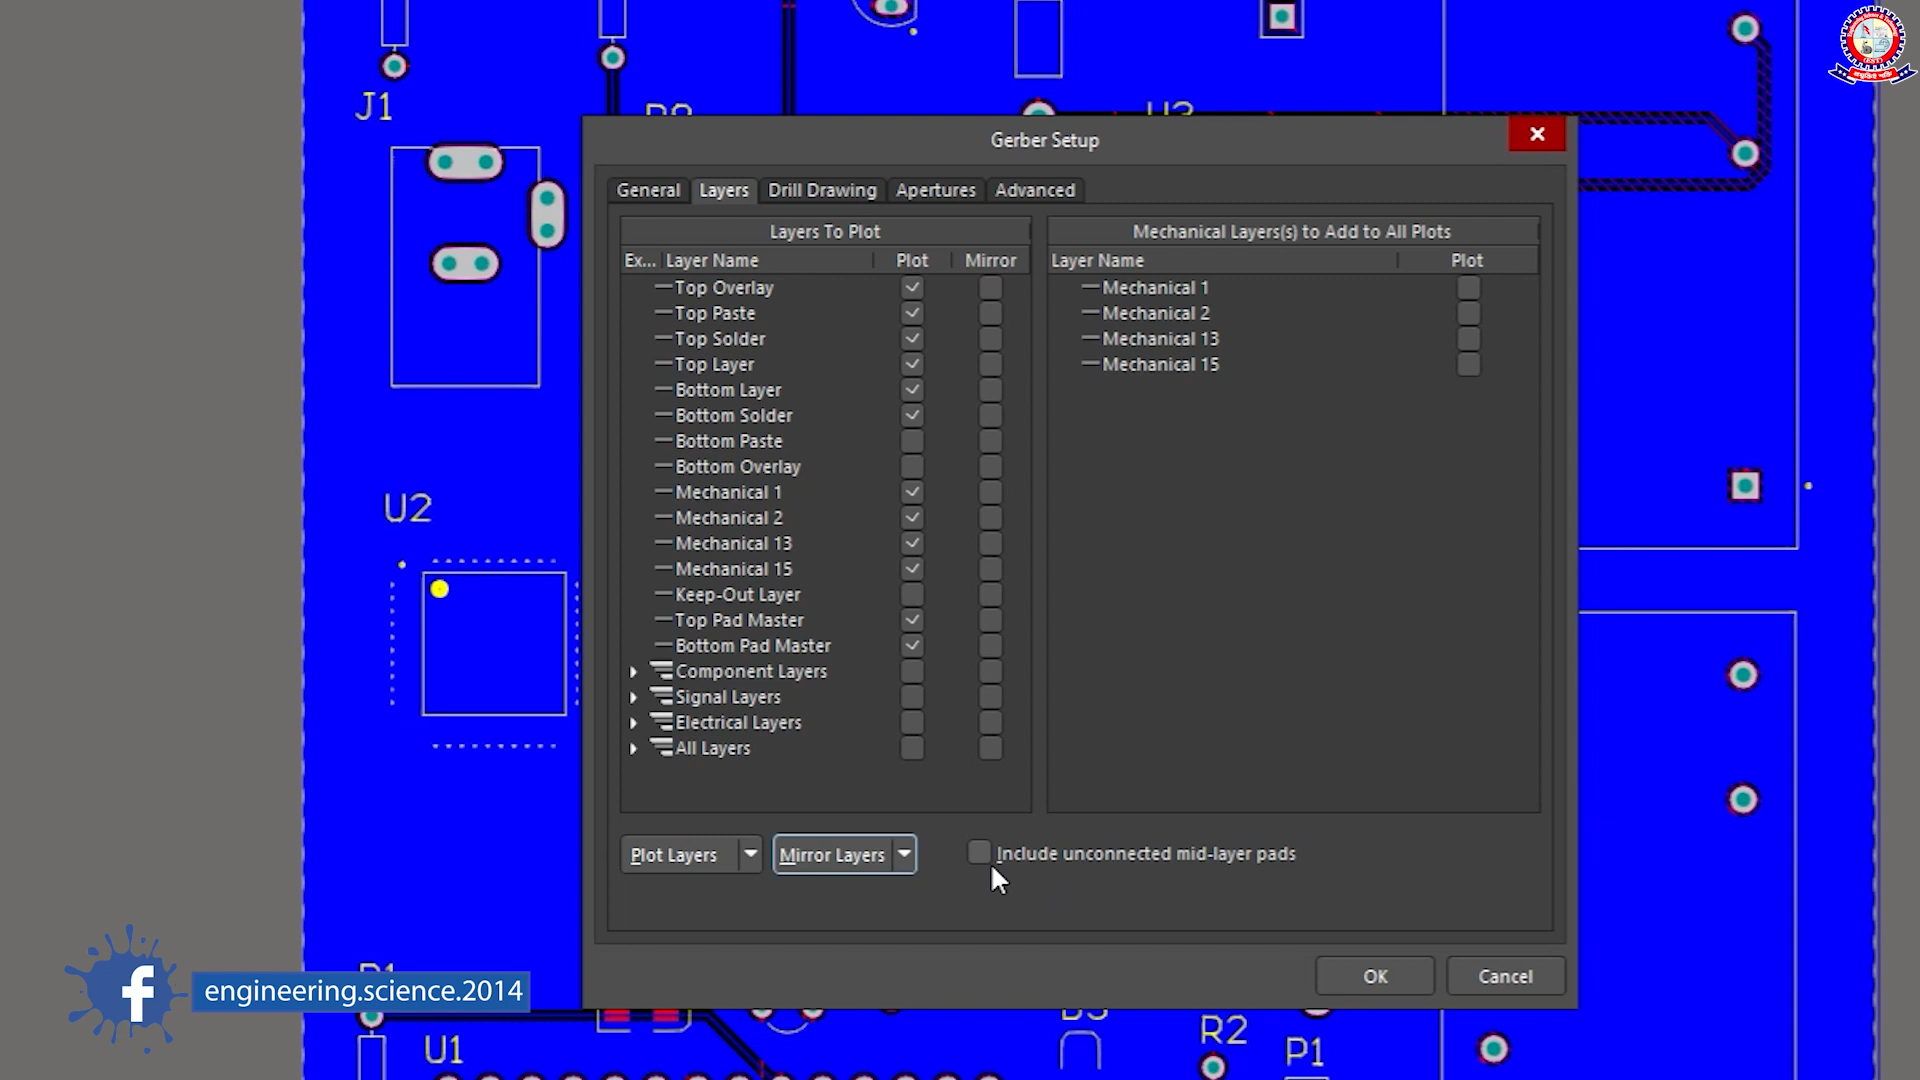 J1
U2
U1
R2
P1
Gerber Setup
General Layers Drill Drawing Apertures Advanced
Layers To Plot
Ex... Layer Name Plot Mirror
Top Overlay
Top Paste
Top Solder
Top Layer
Bottom Layer
Bottom Solder
Bottom Paste
Bottom Overlay
Mechanical 1
Mechanical 2
Mechanical 13
Mechanical 15
Keep-Out Layer
Top Pad Master
Bottom Pad Master
Component Layers
Signal Layers
Electrical Layers
All Layers
Mechanical Layers(s) to Add to All Plots
Layer Name Plot
Mechanical 1
Mechanical 2
Mechanical 13
Mechanical 15
Plot Layers
Mirror Layers
Include unconnected mid-layer pads
OK
Cancel
f
engineering.science.2014